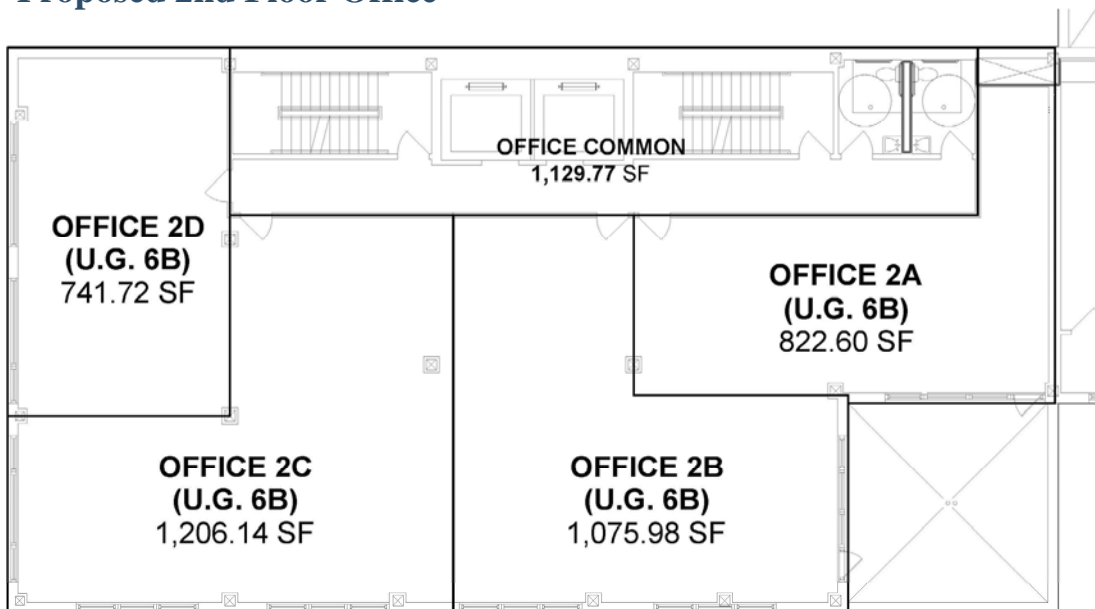 Proposed 2nd Floor Office
OFFICE COMMON
1,129.77 SF
OFFICE 2D
(U.G. 6B)
741.72 SF
OFFICE 2A
(U.G. 6B)
822.60 SF
OFFICE 2C
(U.G. 6B)
1,206.14 SF
OFFICE 2B
(U.G. 6B)
1,075.98 SF